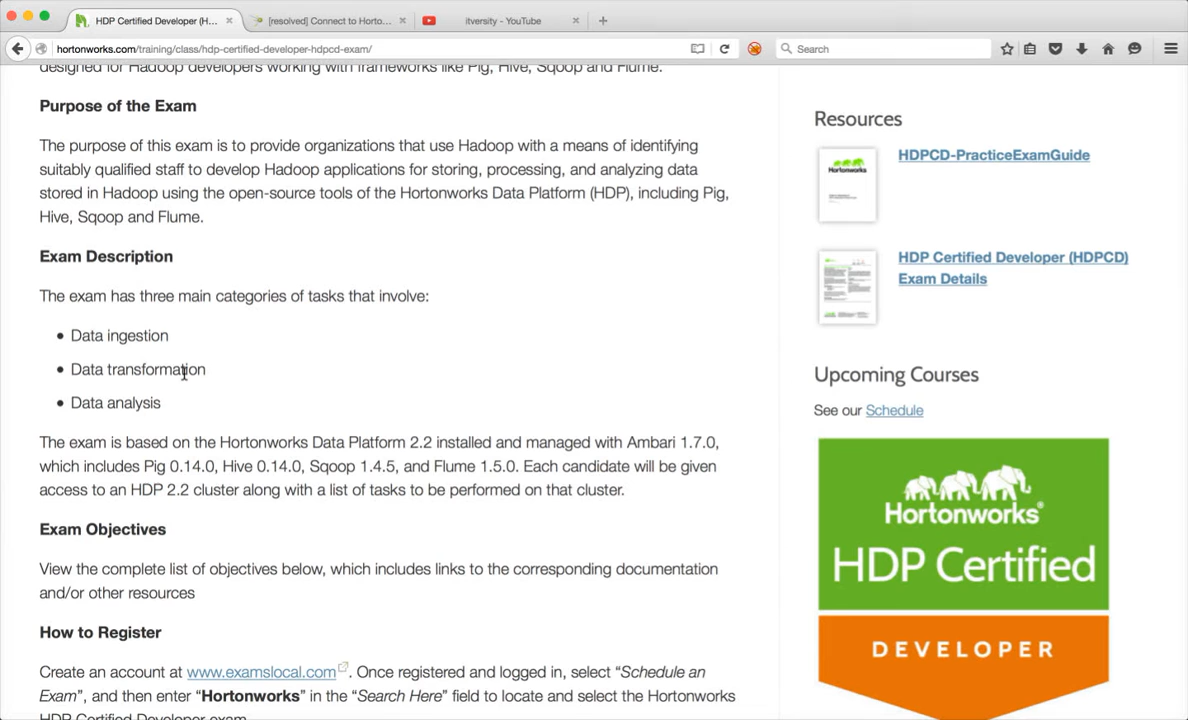 HDP Certified Developer (H...
[resolved] Connect to Horto...
itversity - YouTube
hortonworks.com/training/class/hdp-certified-developer-hdpcd-exam/
Search
designed for Hadoop developers working with frameworks like Pig, Hive, Sqoop and Flume.
Purpose of the Exam
The purpose of this exam is to provide organizations that use Hadoop with a means of identifying
suitably qualified staff to develop Hadoop applications for storing, processing, and analyzing data
stored in Hadoop using the open-source tools of the Hortonworks Data Platform (HDP), including Pig,
Hive, Sqoop and Flume.
Exam Description
The exam has three main categories of tasks that involve:
• Data ingestion
• Data transformation
• Data analysis
The exam is based on the Hortonworks Data Platform 2.2 installed and managed with Ambari 1.7.0,
which includes Pig 0.14.0, Hive 0.14.0, Sqoop 1.4.5, and Flume 1.5.0. Each candidate will be given
access to an HDP 2.2 cluster along with a list of tasks to be performed on that cluster.
Exam Objectives
View the complete list of objectives below, which includes links to the corresponding documentation
and/or other resources
How to Register
Create an account at www.examslocal.com. Once registered and logged in, select “Schedule an
Exam”, and then enter “Hortonworks” in the “Search Here” field to locate and select the Hortonworks
HDP Certified Developer exam
Resources
Hortonworks
HDPCD-PracticeExamGuide
HDP Certified Developer (HDPCD)
Exam Details
Upcoming Courses
See our Schedule
Hortonworks
HDP Certified
DEVELOPER